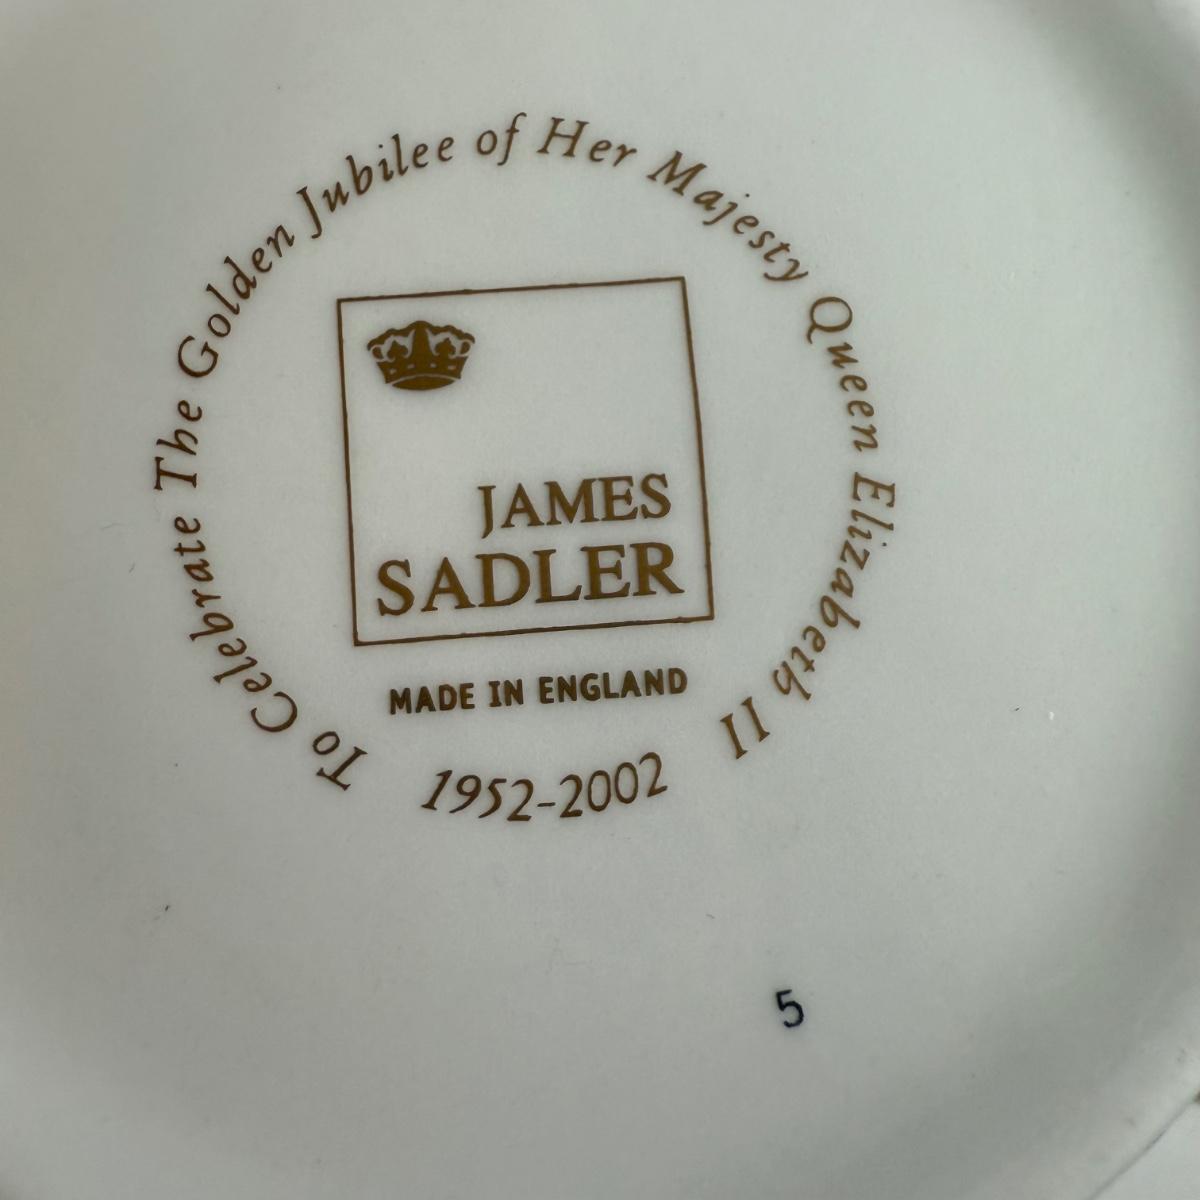 To Celebrate The Golden Jubilee of Her Majesty Queen Elizabeth II
JAMES
SADLER
MADE IN ENGLAND
1952-2002
5